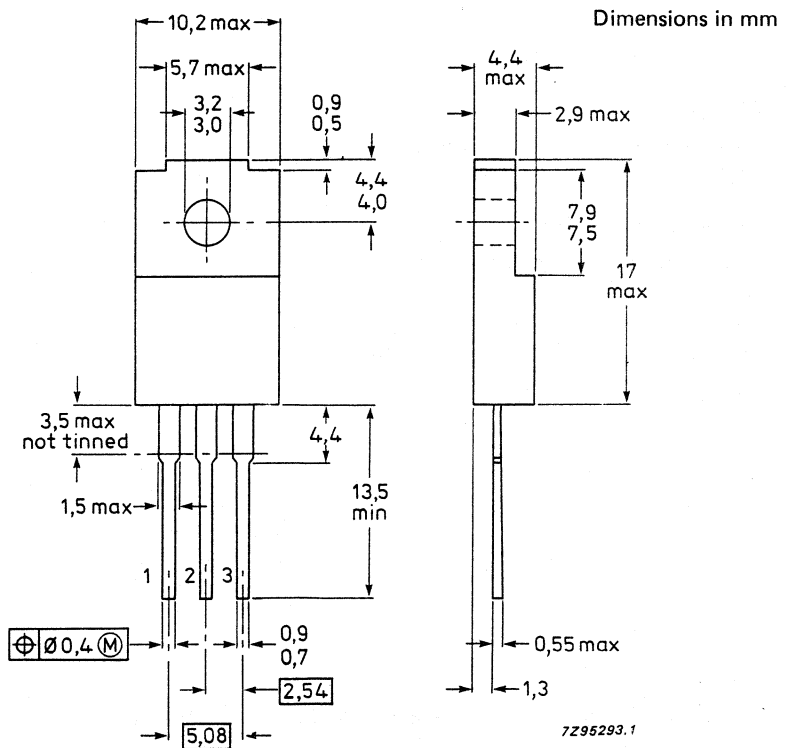 Dimensions in mm
10,2 max
5,7 max
3,2
3,0
0,9
0,5
4,4
4,0
4,4
max
2,9 max
7,9
7,5
17
max
3,5 max
not tinned
4,4
13,5
min
1,5 max
1 2 3
⌖ Ø 0,4 Ⓜ
0,9
0,7
2,54
5,08
0,55 max
1,3
7Z95293.1